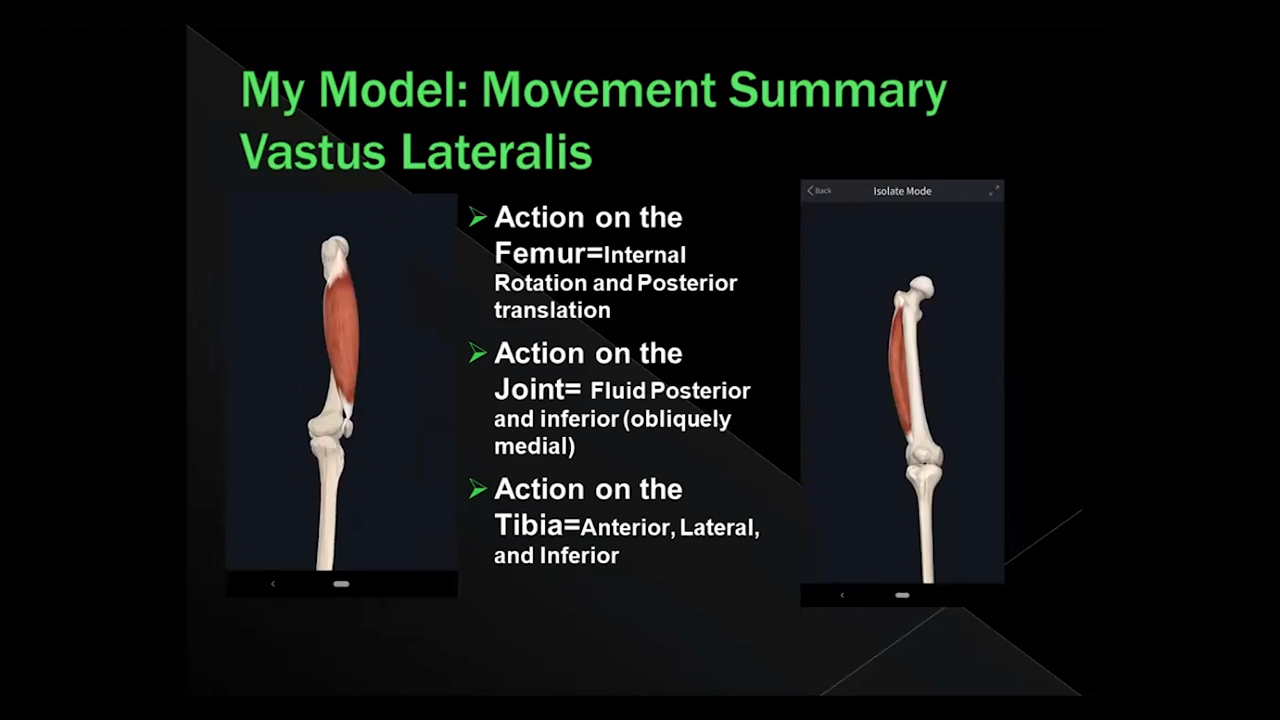 My Model: Movement Summary
Vastus Lateralis
Back
Isolate Mode
Action on the
Femur=Internal
Rotation and Posterior
translation
Action on the
Joint= Fluid Posterior
and inferior (obliquely
medial)
Action on the
Tibia=Anterior, Lateral,
and Inferior